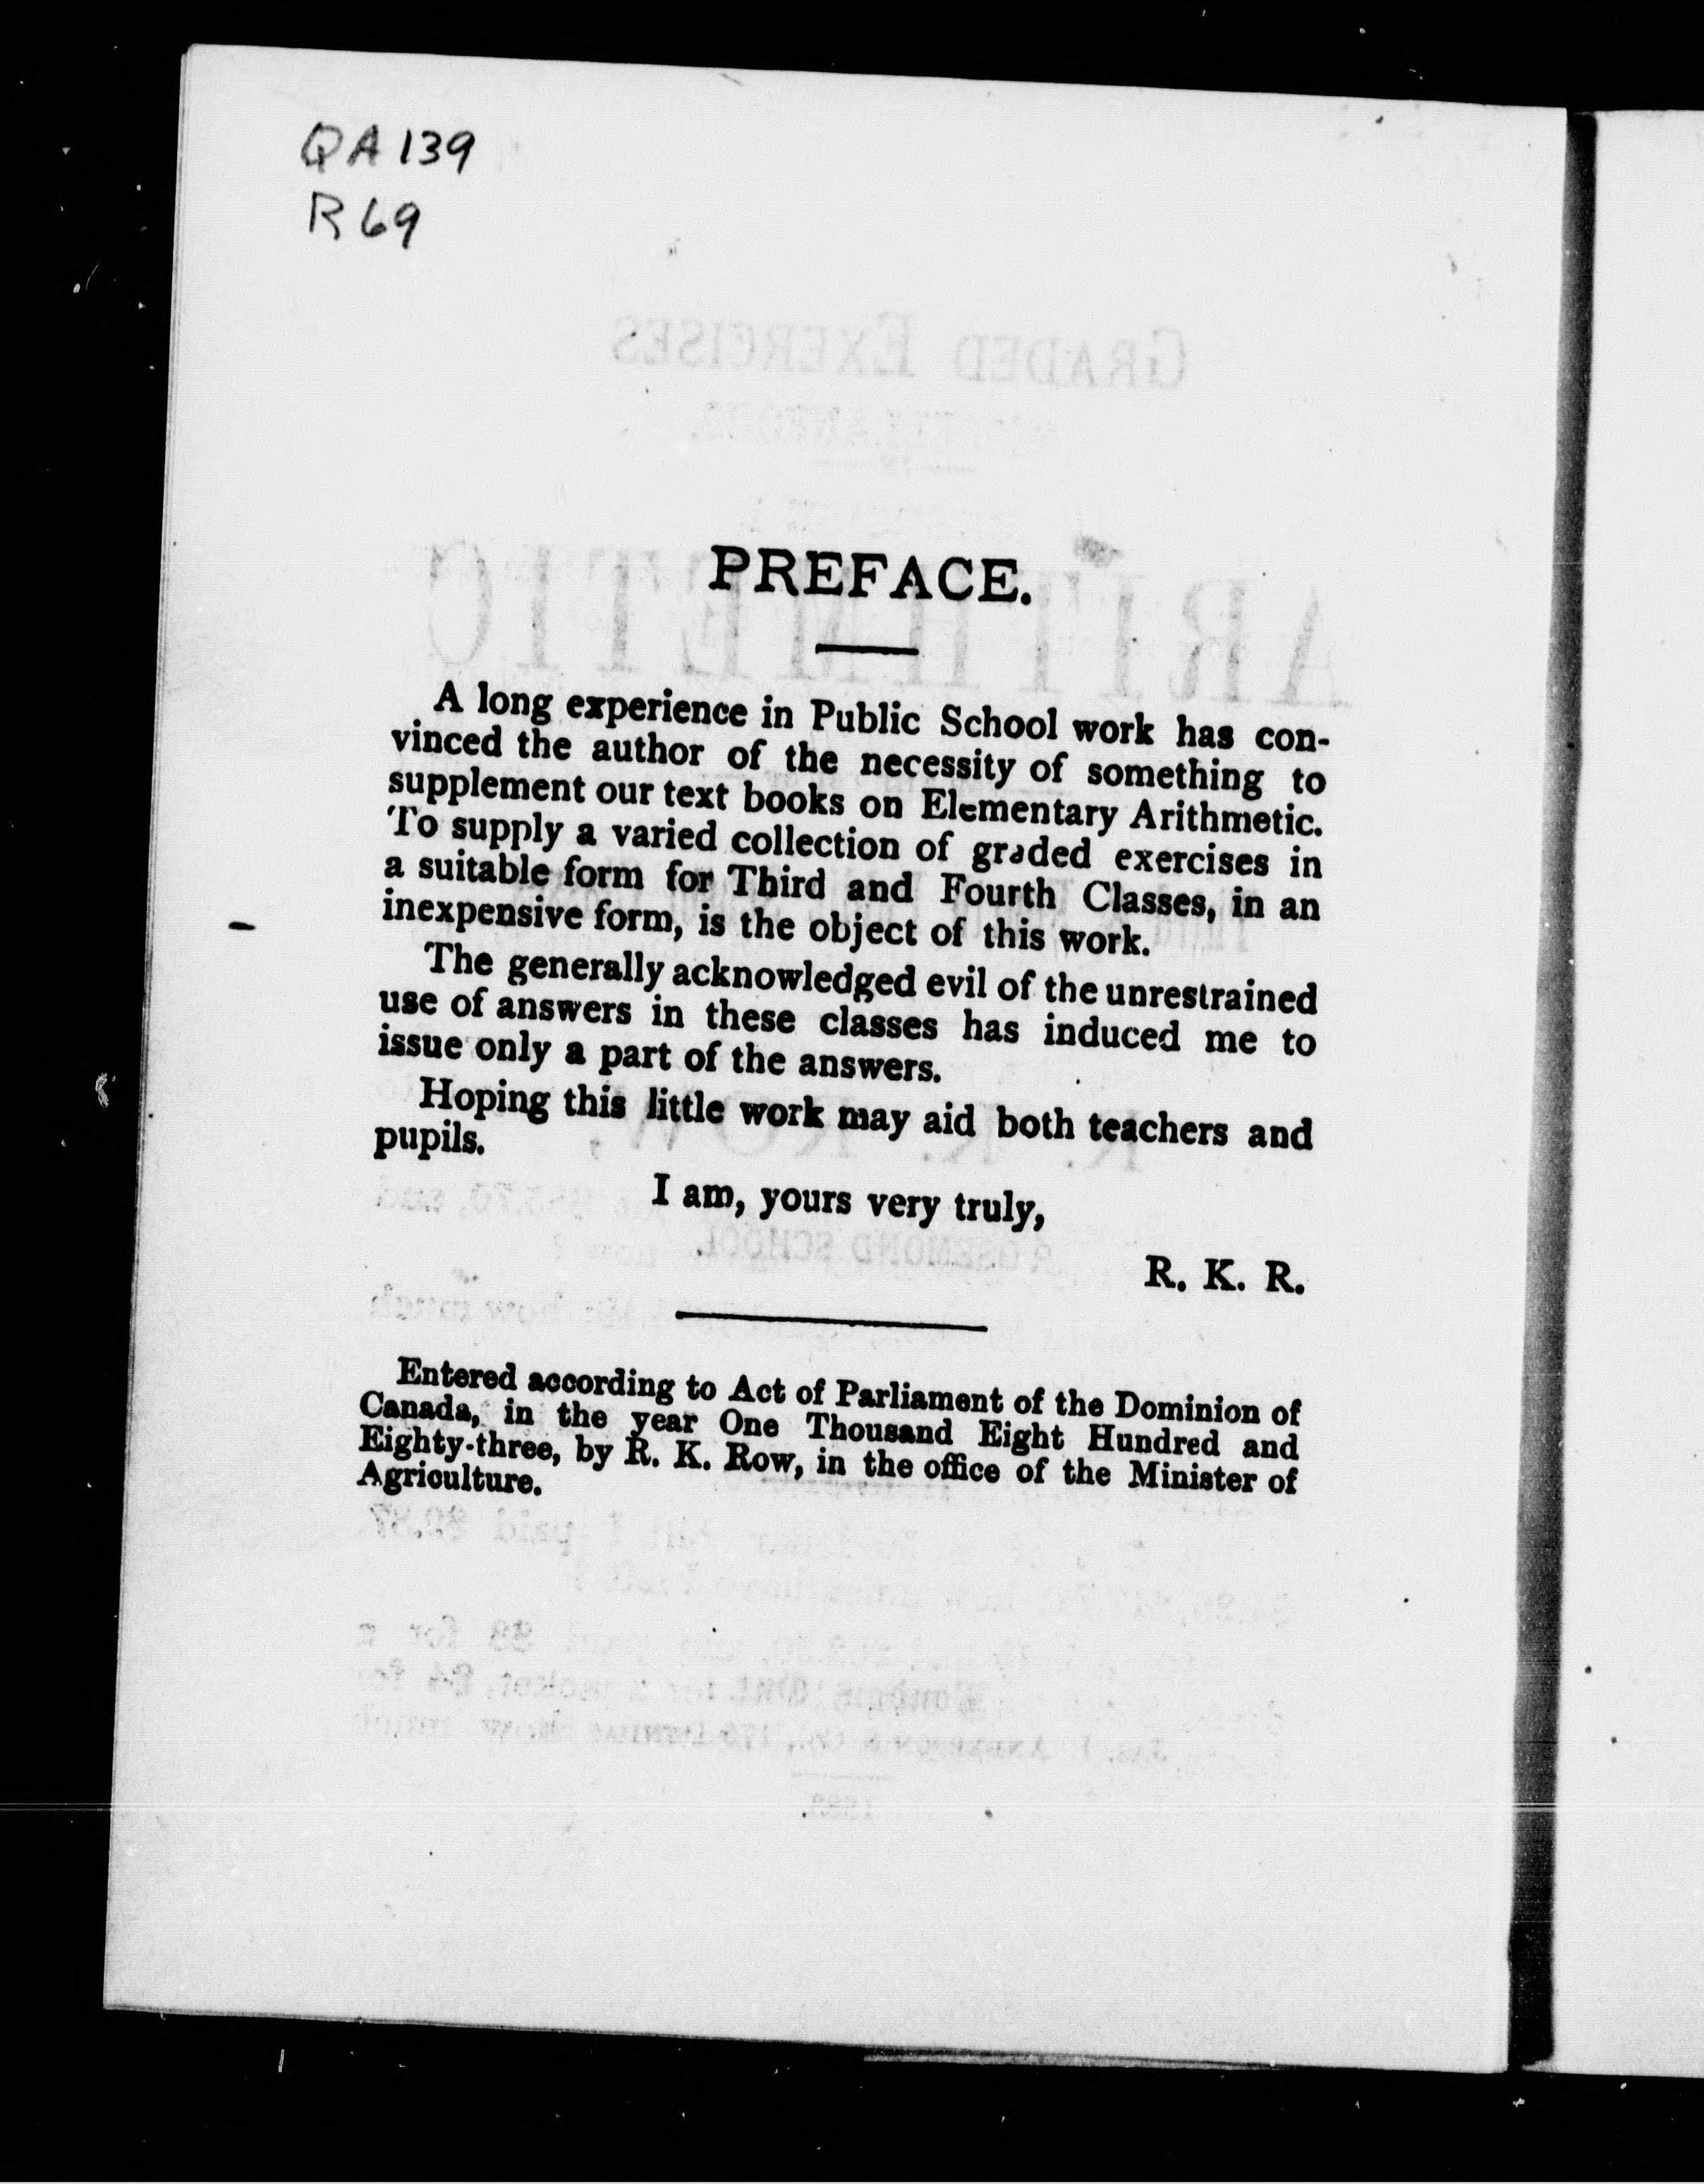 QA139
R69
GRADED EXERCISES
ARITHMETIC
PREFACE.
A long experience in Public School work has con-
vinced the author of the necessity of something to
supplement our text books on Elementary Arithmetic.
To supply a varied collection of graded exercises in
a suitable form for Third and Fourth Classes, in an
inexpensive form, is the object of this work.
The generally acknowledged evil of the unrestrained
use of answers in these classes has induced me to
issue only a part of the answers.
Hoping this little work may aid both teachers and
pupils.
I am, yours very truly,
R. K. R.
Entered according to Act of Parliament of the Dominion of
Canada, in the year One Thousand Eight Hundred and
Eighty-three, by R. K. Row, in the office of the Minister of
Agriculture.